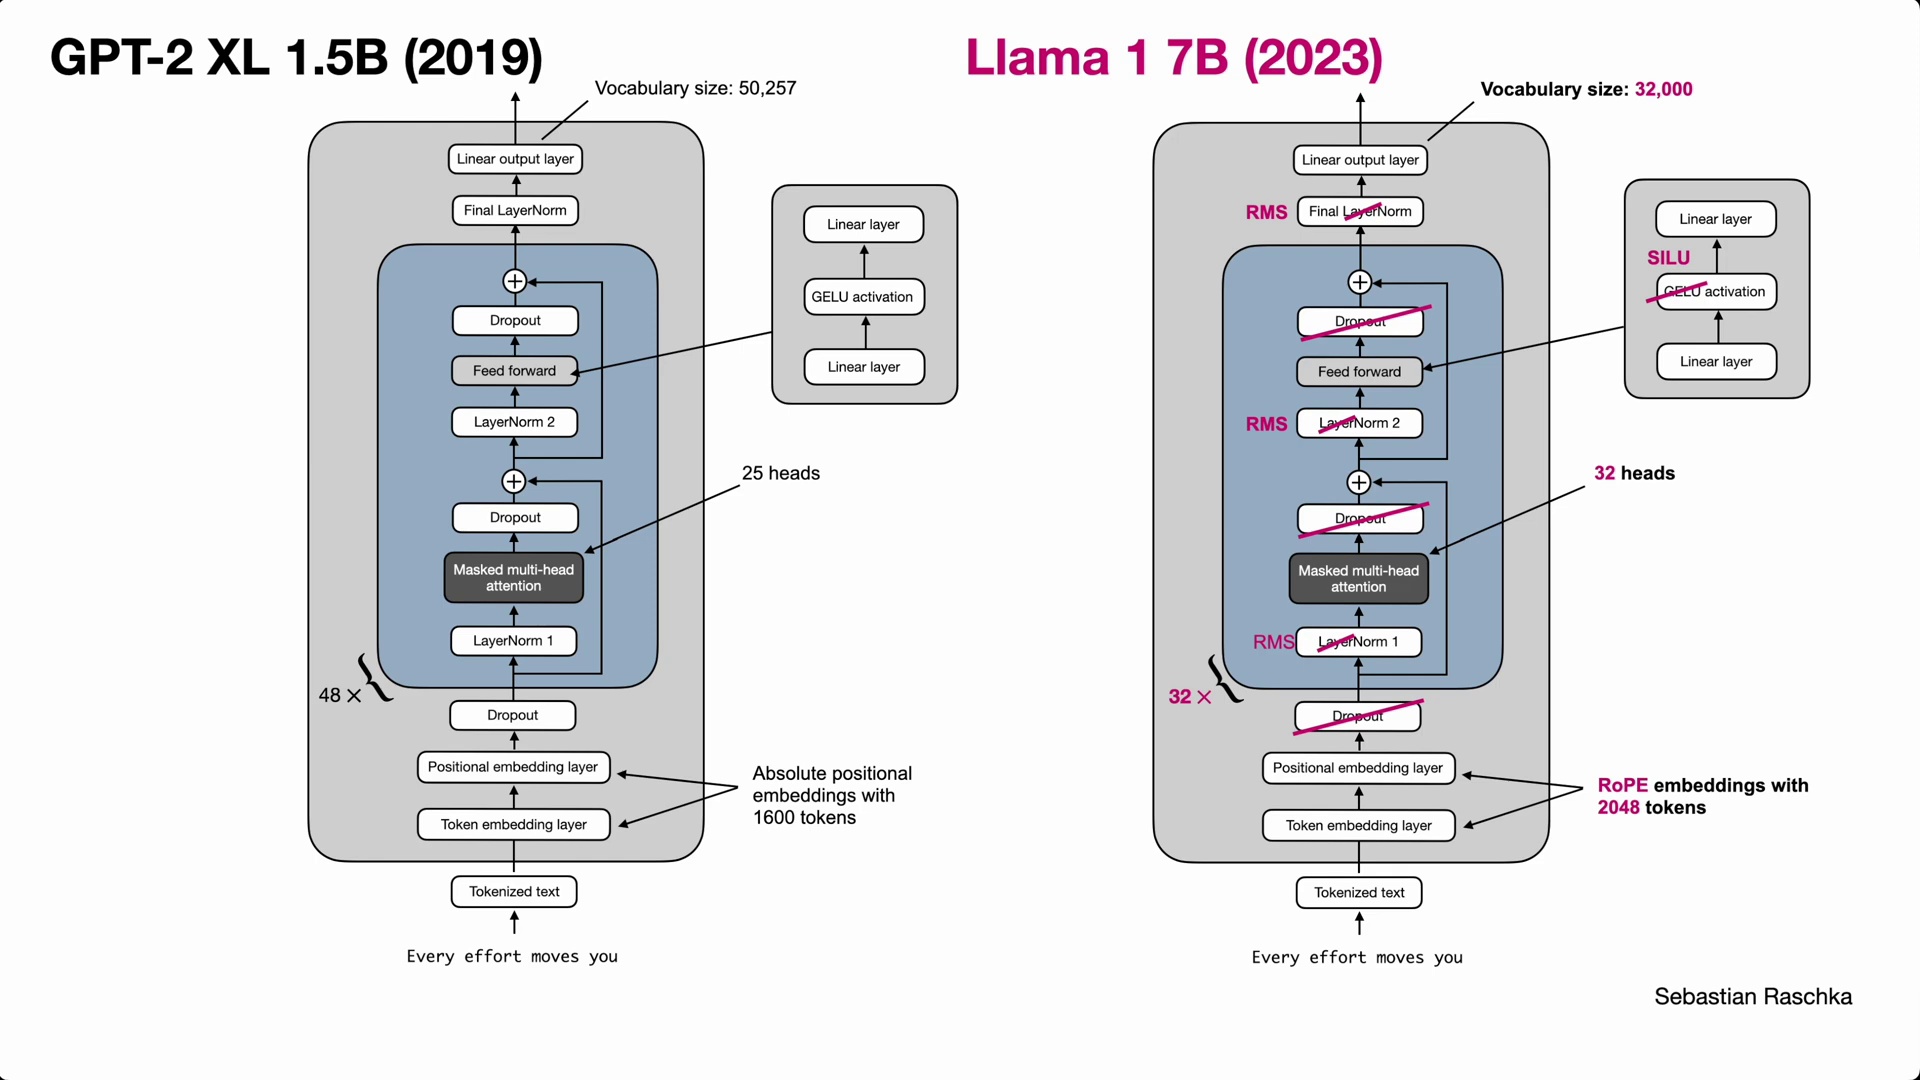 GPT-2 XL 1.5B (2019)
Vocabulary size: 50,257
Linear output layer
Final LayerNorm
Dropout
Feed forward
LayerNorm 2
Dropout
Masked multi-head
attention
LayerNorm 1
48 ×
Dropout
Positional embedding layer
Token embedding layer
Tokenized text
Every effort moves you
Linear layer
GELU activation
Linear layer
25 heads
Absolute positional
embeddings with
1600 tokens
Llama 1 7B (2023)
Vocabulary size: 32,000
Linear output layer
RMS Final LayerNorm
Dropout
Feed forward
RMS LayerNorm 2
Dropout
Masked multi-head
attention
RMS LayerNorm 1
32 ×
Dropout
Positional embedding layer
Token embedding layer
Tokenized text
Every effort moves you
Linear layer
SILU
GELU activation
Linear layer
32 heads
RoPE embeddings with
2048 tokens
Sebastian Raschka